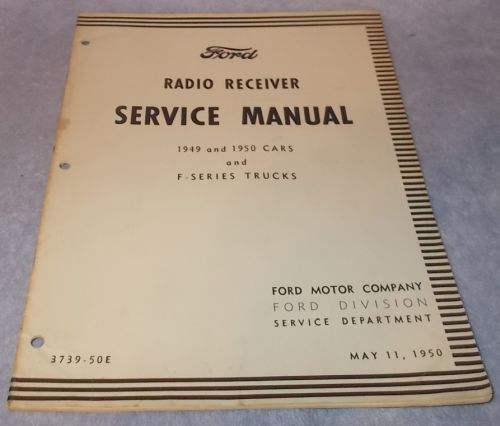 Ford
RADIO RECEIVER
SERVICE MANUAL
1949 and 1950 CARS
and
F-SERIES TRUCKS
FORD MOTOR COMPANY
FORD DIVISION
SERVICE DEPARTMENT
3739-50E
MAY 11, 1950